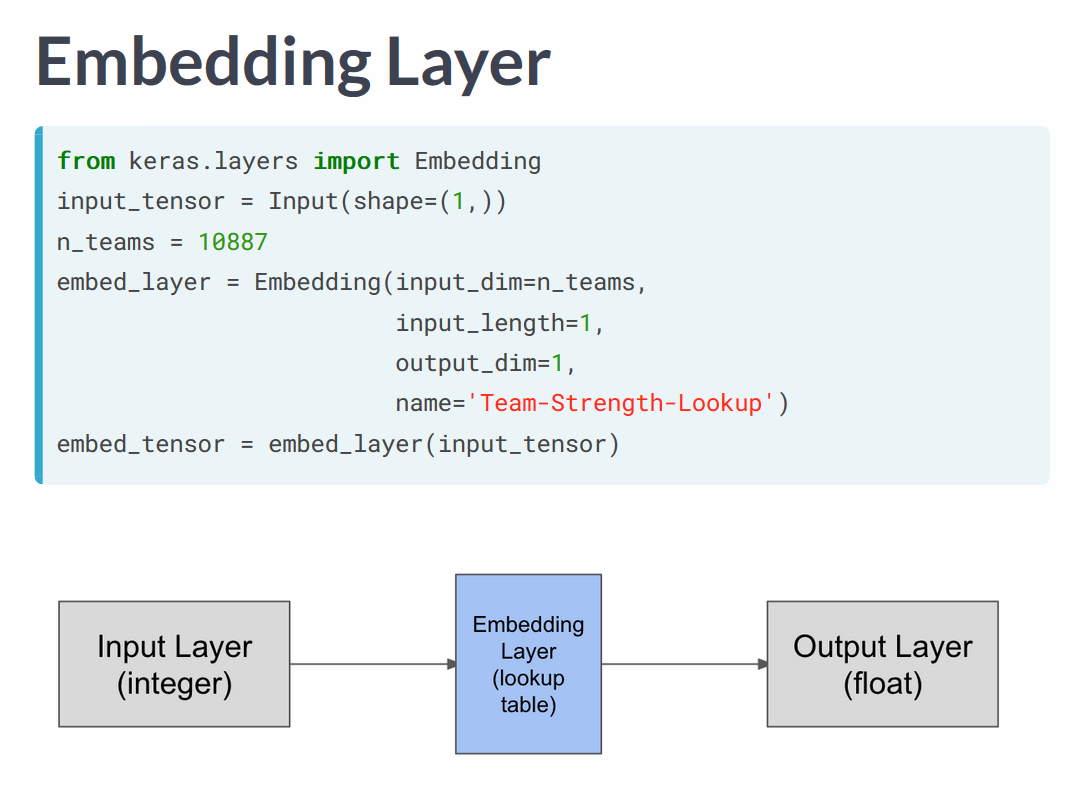 Embedding Layer
from keras.layers import Embedding
input_tensor = Input(shape=(1,))
n_teams = 10887
embed_layer = Embedding(input_dim=n_teams,
                        input_length=1,
                        output_dim=1,
                        name='Team-Strength-Lookup')
embed_tensor = embed_layer(input_tensor)
Input Layer
(integer)
Embedding
Layer
(lookup
table)
Output Layer
(float)